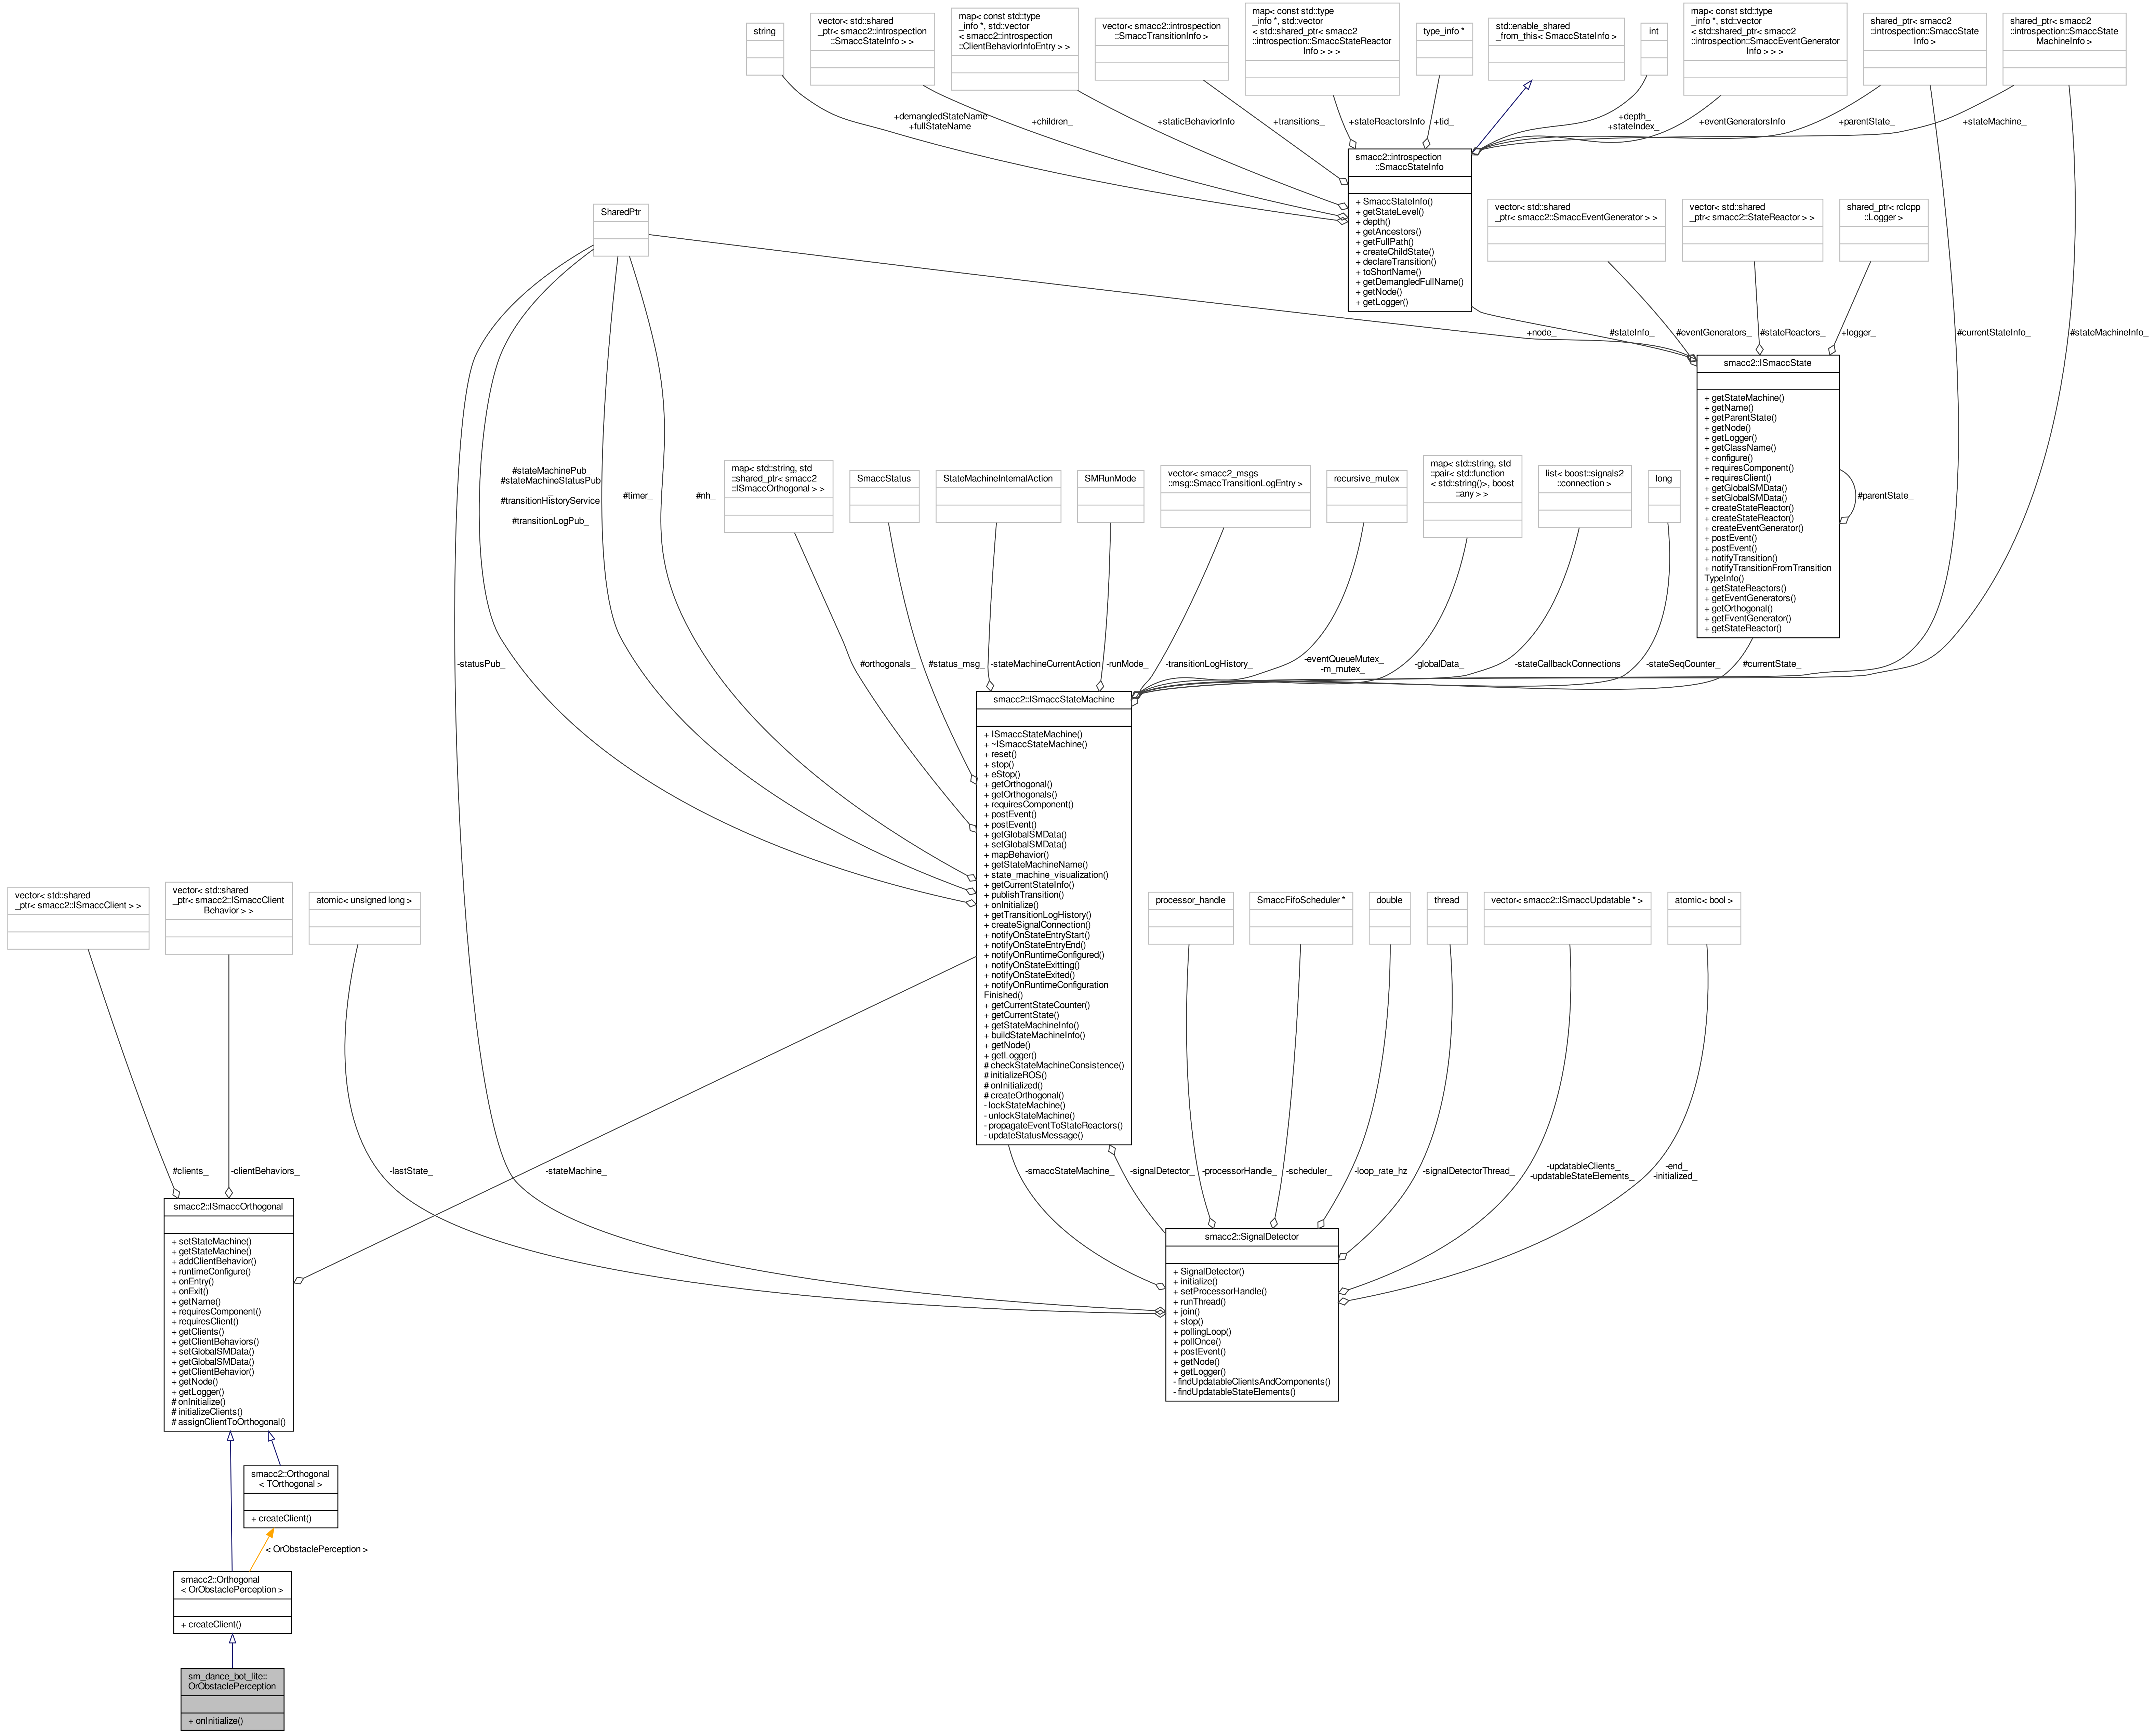 string
vector< std::shared
_ptr< smacc2::introspection
::SmaccStateInfo > >
map< const std::type
_info *, std::vector
< smacc2::introspection
::ClientBehaviorInfoEntry > >
vector< smacc2::introspection
::SmaccTransitionInfo >
map< const std::type
_info *, std::vector
< std::shared_ptr< smacc2
::introspection::SmaccStateReactor
Info > > >
type_info *
std::enable_shared
_from_this< SmaccStateInfo >
int
map< const std::type
_info *, std::vector
< std::shared_ptr< smacc2
::introspection::SmaccEventGenerator
Info > > >
shared_ptr< smacc2
::introspection::SmaccState
Info >
shared_ptr< smacc2
::introspection::SmaccState
MachineInfo >
+demangledStateName
+fullStateName
+children_
+staticBehaviorInfo
+transitions_
+stateReactorsInfo
+tid_
+depth_
+stateIndex_
+eventGeneratorsInfo
+parentState_
+stateMachine_
smacc2::introspection
::SmaccStateInfo
+ SmaccStateInfo()
+ getStateLevel()
+ depth()
+ getAncestors()
+ getFullPath()
+ createChildState()
+ declareTransition()
+ toShortName()
+ getDemangledFullName()
+ getNode()
+ getLogger()
SharedPtr
vector< std::shared
_ptr< smacc2::SmaccEventGenerator > >
vector< std::shared
_ptr< smacc2::StateReactor > >
shared_ptr< rclcpp
::Logger >
+node_
#stateInfo_
#eventGenerators_
#stateReactors_
+logger_
#currentStateInfo_
#stateMachineInfo_
smacc2::ISmaccState
+ getStateMachine()
+ getName()
+ getParentState()
+ getNode()
+ getLogger()
+ getClassName()
+ configure()
+ requiresComponent()
+ requiresClient()
+ getGlobalSMData()
+ setGlobalSMData()
+ createStateReactor()
+ createStateReactor()
+ createEventGenerator()
+ postEvent()
+ postEvent()
+ notifyTransition()
+ notifyTransitionFromTransition
TypeInfo()
+ getStateReactors()
+ getEventGenerators()
+ getOrthogonal()
+ getEventGenerator()
+ getStateReactor()
#parentState_
#stateMachinePub_
#stateMachineStatusPub
_
#transitionHistoryService
_
#transitionLogPub_
#timer_
#nh_
map< std::string, std
::shared_ptr< smacc2
::ISmaccOrthogonal > >
SmaccStatus
StateMachineInternalAction
SMRunMode
vector< smacc2_msgs
::msg::SmaccTransitionLogEntry >
recursive_mutex
map< std::string, std
::pair< std::function
< std::string()>, boost
::any > >
list< boost::signals2
::connection >
long
-statusPub_
#orthogonals_
#status_msg_
-stateMachineCurrentAction
-runMode_
-transitionLogHistory_
-eventQueueMutex_
-m_mutex_
-globalData_
-stateCallbackConnections
-stateSeqCounter_
#currentState_
smacc2::ISmaccStateMachine
+ ISmaccStateMachine()
+ ~ISmaccStateMachine()
+ reset()
+ stop()
+ eStop()
+ getOrthogonal()
+ getOrthogonals()
+ requiresComponent()
+ postEvent()
+ postEvent()
+ getGlobalSMData()
+ setGlobalSMData()
+ mapBehavior()
+ getStateMachineName()
+ state_machine_visualization()
+ getCurrentStateInfo()
+ publishTransition()
+ onInitialize()
+ getTransitionLogHistory()
+ createSignalConnection()
+ notifyOnStateEntryStart()
+ notifyOnStateEntryEnd()
+ notifyOnRuntimeConfigured()
+ notifyOnStateExitting()
+ notifyOnStateExited()
+ notifyOnRuntimeConfiguration
Finished()
+ getCurrentStateCounter()
+ getCurrentState()
+ getStateMachineInfo()
+ buildStateMachineInfo()
+ getNode()
+ getLogger()
# checkStateMachineConsistence()
# initializeROS()
# onInitialized()
# createOrthogonal()
- lockStateMachine()
- unlockStateMachine()
- propagateEventToStateReactors()
- updateStatusMessage()
vector< std::shared
_ptr< smacc2::ISmaccClient > >
vector< std::shared
_ptr< smacc2::ISmaccClient
Behavior > >
atomic< unsigned long >
processor_handle
SmaccFifoScheduler *
double
thread
vector< smacc2::ISmaccUpdatable * >
atomic< bool >
#clients_
-clientBehaviors_
-lastState_
-stateMachine_
-smaccStateMachine_
-signalDetector_
-processorHandle_
-scheduler_
-loop_rate_hz
-signalDetectorThread_
-updatableClients_
-updatableStateElements_
-end_
-initialized_
smacc2::ISmaccOrthogonal
+ setStateMachine()
+ getStateMachine()
+ addClientBehavior()
+ runtimeConfigure()
+ onEntry()
+ onExit()
+ getName()
+ requiresComponent()
+ requiresClient()
+ getClients()
+ getClientBehaviors()
+ setGlobalSMData()
+ getGlobalSMData()
+ getClientBehavior()
+ getNode()
+ getLogger()
# onInitialize()
# initializeClients()
# assignClientToOrthogonal()
smacc2::SignalDetector
+ SignalDetector()
+ initialize()
+ setProcessorHandle()
+ runThread()
+ join()
+ stop()
+ pollingLoop()
+ pollOnce()
+ postEvent()
+ getNode()
+ getLogger()
- findUpdatableClientsAndComponents()
- findUpdatableStateElements()
smacc2::Orthogonal
< TOrthogonal >
+ createClient()
< OrObstaclePerception >
smacc2::Orthogonal
< OrObstaclePerception >
+ createClient()
sm_dance_bot_lite::
OrObstaclePerception
+ onInitialize()